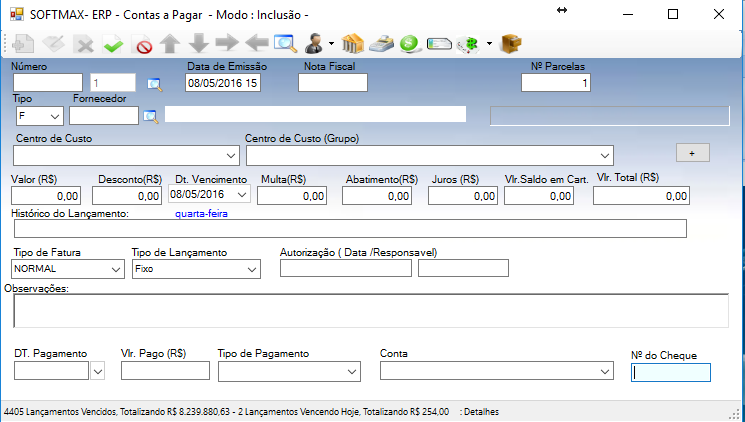 SOFTMAX- ERP - Contas a Pagar - Modo : Inclusão -
Número Data de Emissão Nota Fiscal Nº Parcelas
1 08/05/2016 15 1
Tipo Fornecedor
F
Centro de Custo Centro de Custo (Grupo)
+
Valor (R$) Desconto(R$) Dt. Vencimento Multa(R$) Abatimento(R$) Juros (R$) Vlr.Saldo em Cart. Vlr. Total (R$)
0,00 0,00 08/05/2016 0,00 0,00 0,00 0,00 0,00
Histórico do Lançamento: quarta-feira
Tipo de Fatura Tipo de Lançamento Autorização ( Data /Responsavel)
NORMAL Fixo
Observações:
DT. Pagamento Vlr. Pago (R$) Tipo de Pagamento Conta Nº do Cheque
4405 Lançamentos Vencidos, Totalizando R$ 8.239.880,63 - 2 Lançamentos Vencendo Hoje, Totalizando R$ 254,00 : Detalhes